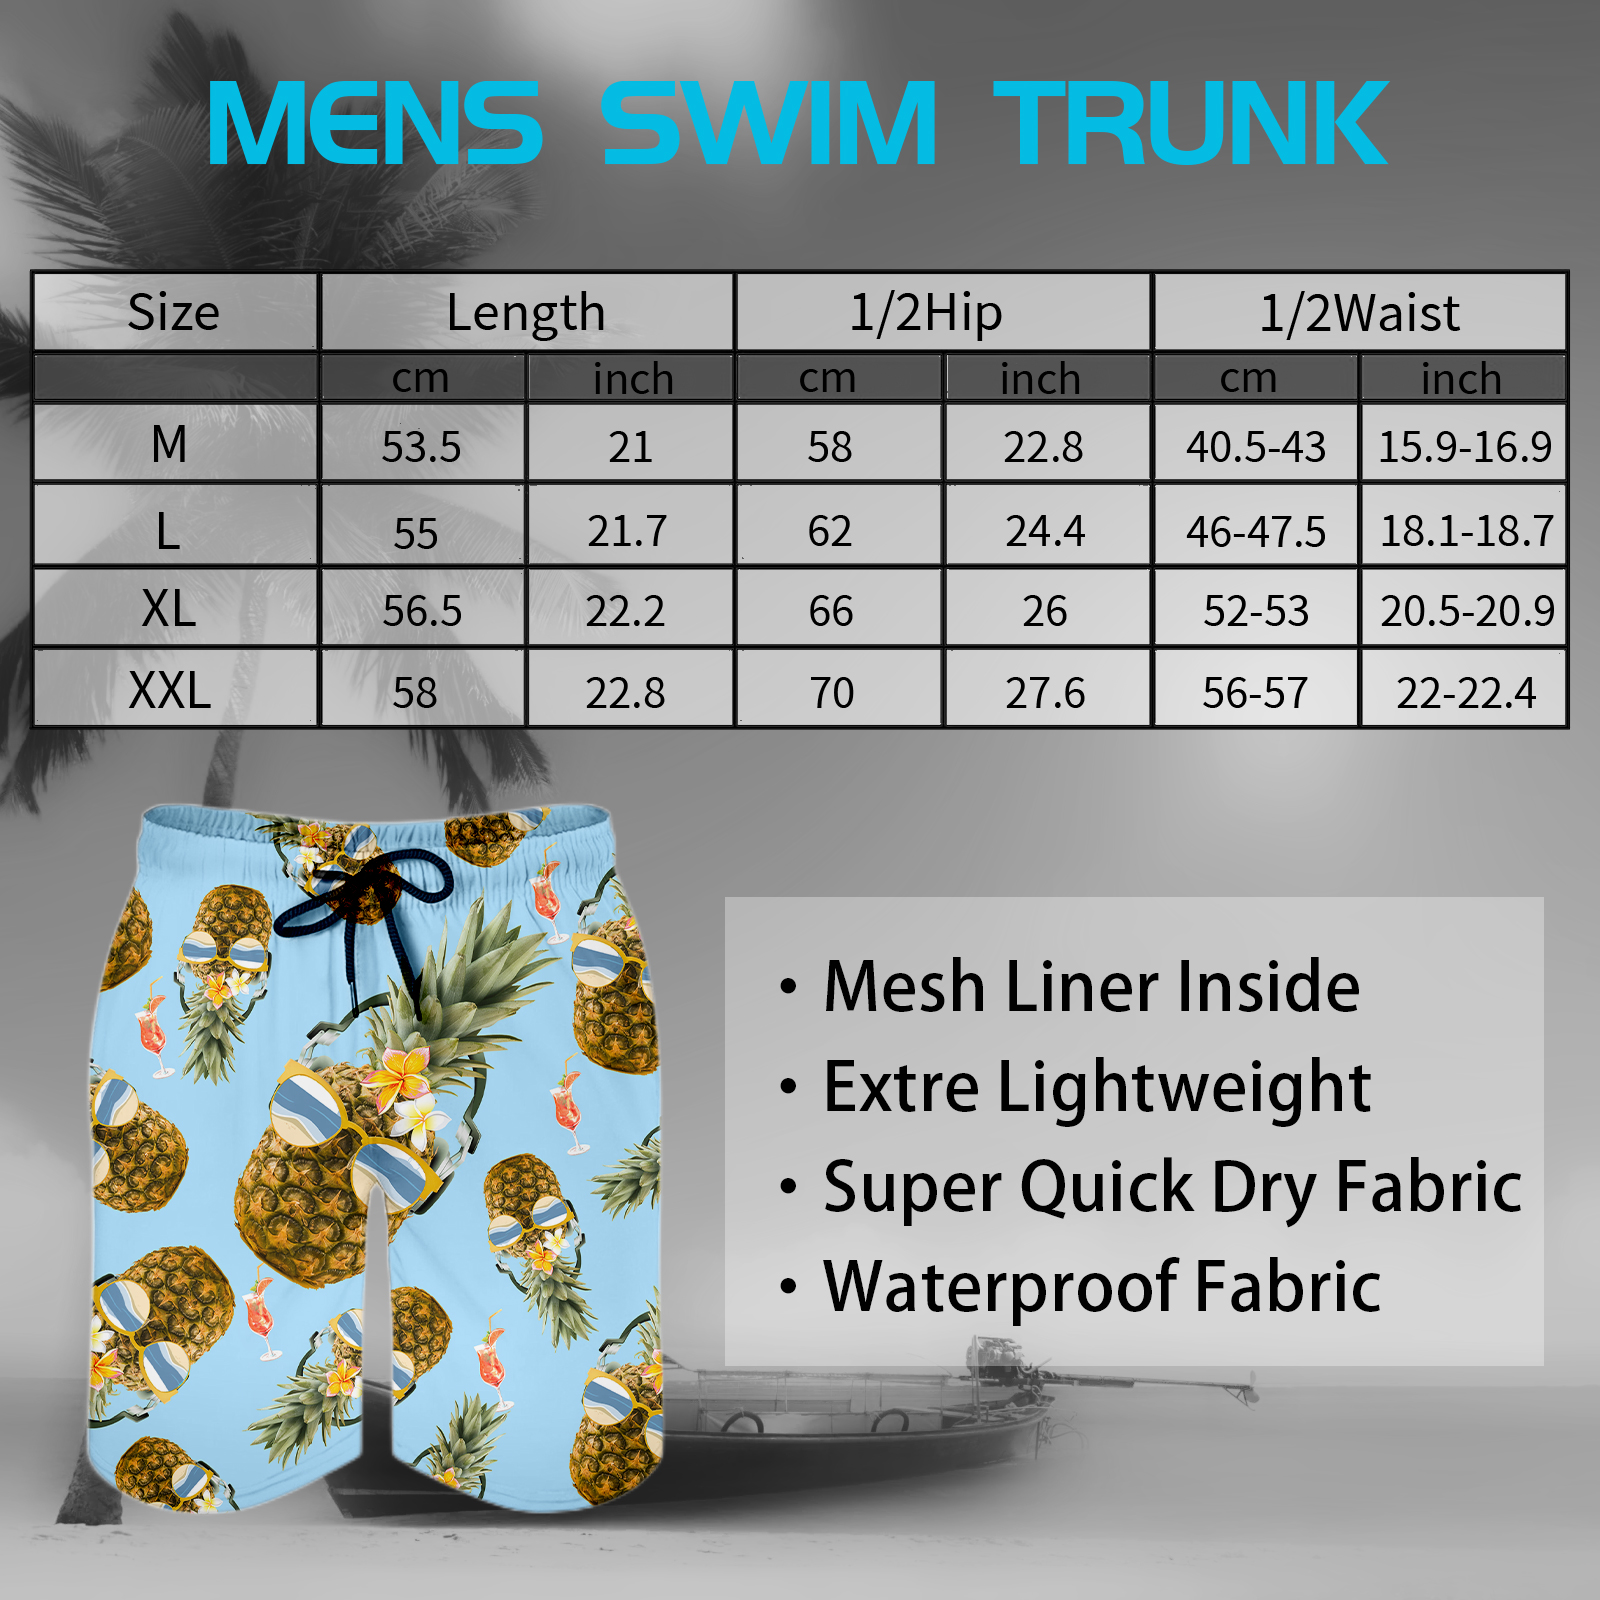 MENS SWIM TRUNK
Size Length 1/2Hip 1/2Waist
cm inch cm inch cm inch
M 53.5 21 58 22.8 40.5-43 15.9-16.9
L 55 21.7 62 24.4 46-47.5 18.1-18.7
XL 56.5 22.2 66 26 52-53 20.5-20.9
XXL 58 22.8 70 27.6 56-57 22-22.4
• Mesh Liner Inside
• Extre Lightweight
• Super Quick Dry Fabric
• Waterproof Fabric